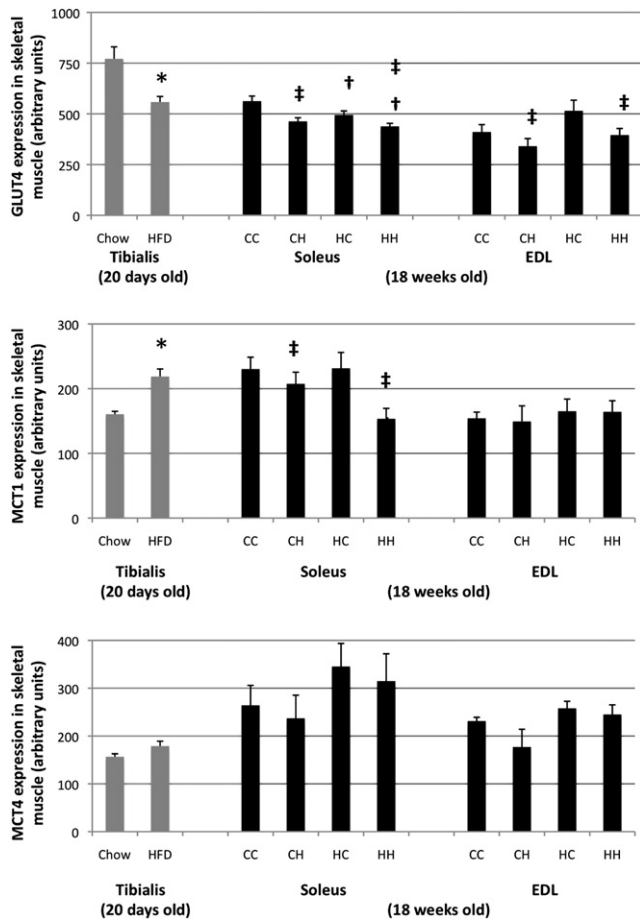 GLUT4 expression in skeletal
muscle (arbitrary units)
1000
750
500
250
0
*
‡
†
‡
†
‡
‡
Chow HFD CC CH HC HH CC CH HC HH
Tibialis Soleus EDL
(20 days old) (18 weeks old)
MCT1 expression in skeletal
muscle (arbitrary units)
300
200
100
0
*
‡
‡
Chow HFD CC CH HC HH CC CH HC HH
Tibialis Soleus EDL
(20 days old) (18 weeks old)
MCT4 expression in skeletal
muscle (arbitrary units)
400
300
200
100
0
Chow HFD CC CH HC HH CC CH HC HH
Tibialis Soleus EDL
(20 days old) (18 weeks old)